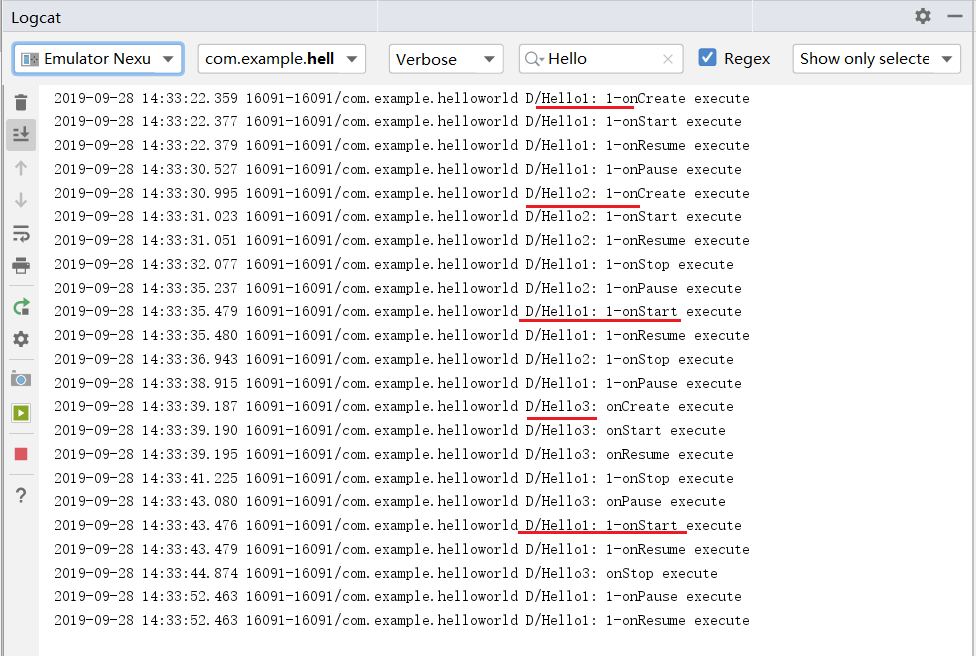 Logcat
Emulator Nexu com.example.hell Verbose Hello Regex Show only selecte
2019-09-28 14:33:22.359 16091-16091/com.example.helloworld D/Hello1: 1-onCreate execute
2019-09-28 14:33:22.377 16091-16091/com.example.helloworld D/Hello1: 1-onStart execute
2019-09-28 14:33:22.379 16091-16091/com.example.helloworld D/Hello1: 1-onResume execute
2019-09-28 14:33:30.527 16091-16091/com.example.helloworld D/Hello1: 1-onPause execute
2019-09-28 14:33:30.995 16091-16091/com.example.helloworld D/Hello2: 1-onCreate execute
2019-09-28 14:33:31.023 16091-16091/com.example.helloworld D/Hello2: 1-onStart execute
2019-09-28 14:33:31.051 16091-16091/com.example.helloworld D/Hello2: 1-onResume execute
2019-09-28 14:33:32.077 16091-16091/com.example.helloworld D/Hello1: 1-onStop execute
2019-09-28 14:33:35.237 16091-16091/com.example.helloworld D/Hello2: 1-onPause execute
2019-09-28 14:33:35.479 16091-16091/com.example.helloworld D/Hello1: 1-onStart execute
2019-09-28 14:33:35.480 16091-16091/com.example.helloworld D/Hello1: 1-onResume execute
2019-09-28 14:33:36.943 16091-16091/com.example.helloworld D/Hello2: 1-onStop execute
2019-09-28 14:33:38.915 16091-16091/com.example.helloworld D/Hello1: 1-onPause execute
2019-09-28 14:33:39.187 16091-16091/com.example.helloworld D/Hello3: onCreate execute
2019-09-28 14:33:39.190 16091-16091/com.example.helloworld D/Hello3: onStart execute
2019-09-28 14:33:39.195 16091-16091/com.example.helloworld D/Hello3: onResume execute
2019-09-28 14:33:41.225 16091-16091/com.example.helloworld D/Hello1: 1-onStop execute
2019-09-28 14:33:43.080 16091-16091/com.example.helloworld D/Hello3: onPause execute
2019-09-28 14:33:43.476 16091-16091/com.example.helloworld D/Hello1: 1-onStart execute
2019-09-28 14:33:43.479 16091-16091/com.example.helloworld D/Hello1: 1-onResume execute
2019-09-28 14:33:44.874 16091-16091/com.example.helloworld D/Hello3: onStop execute
2019-09-28 14:33:52.463 16091-16091/com.example.helloworld D/Hello1: 1-onPause execute
2019-09-28 14:33:52.463 16091-16091/com.example.helloworld D/Hello1: 1-onResume execute